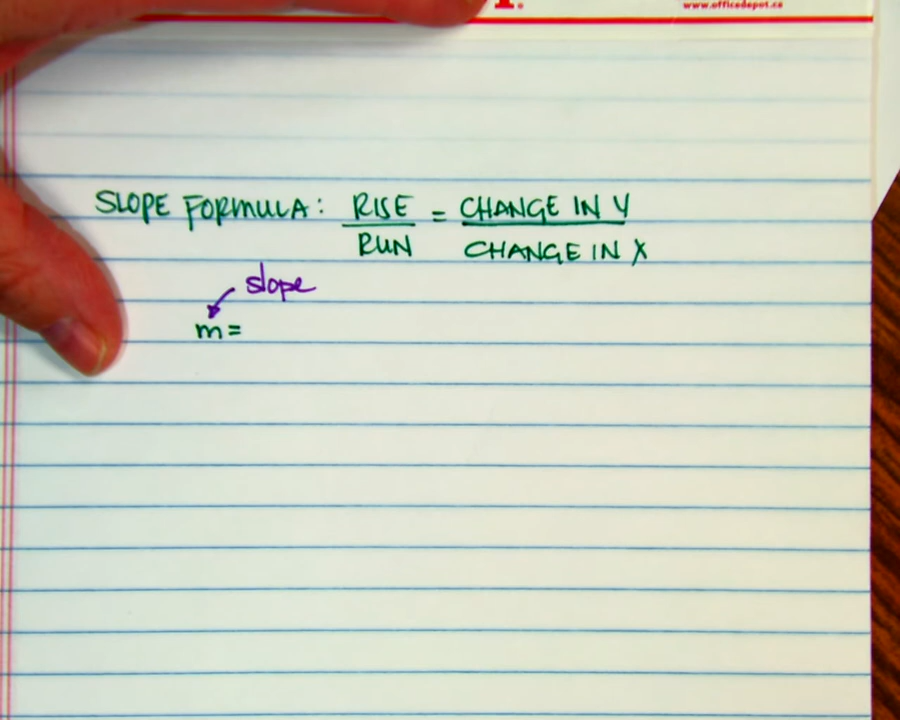 www.officedepot.ca
SLOPE FORMULA: RISE = CHANGE IN Y
RUN CHANGE IN X
slope
m=